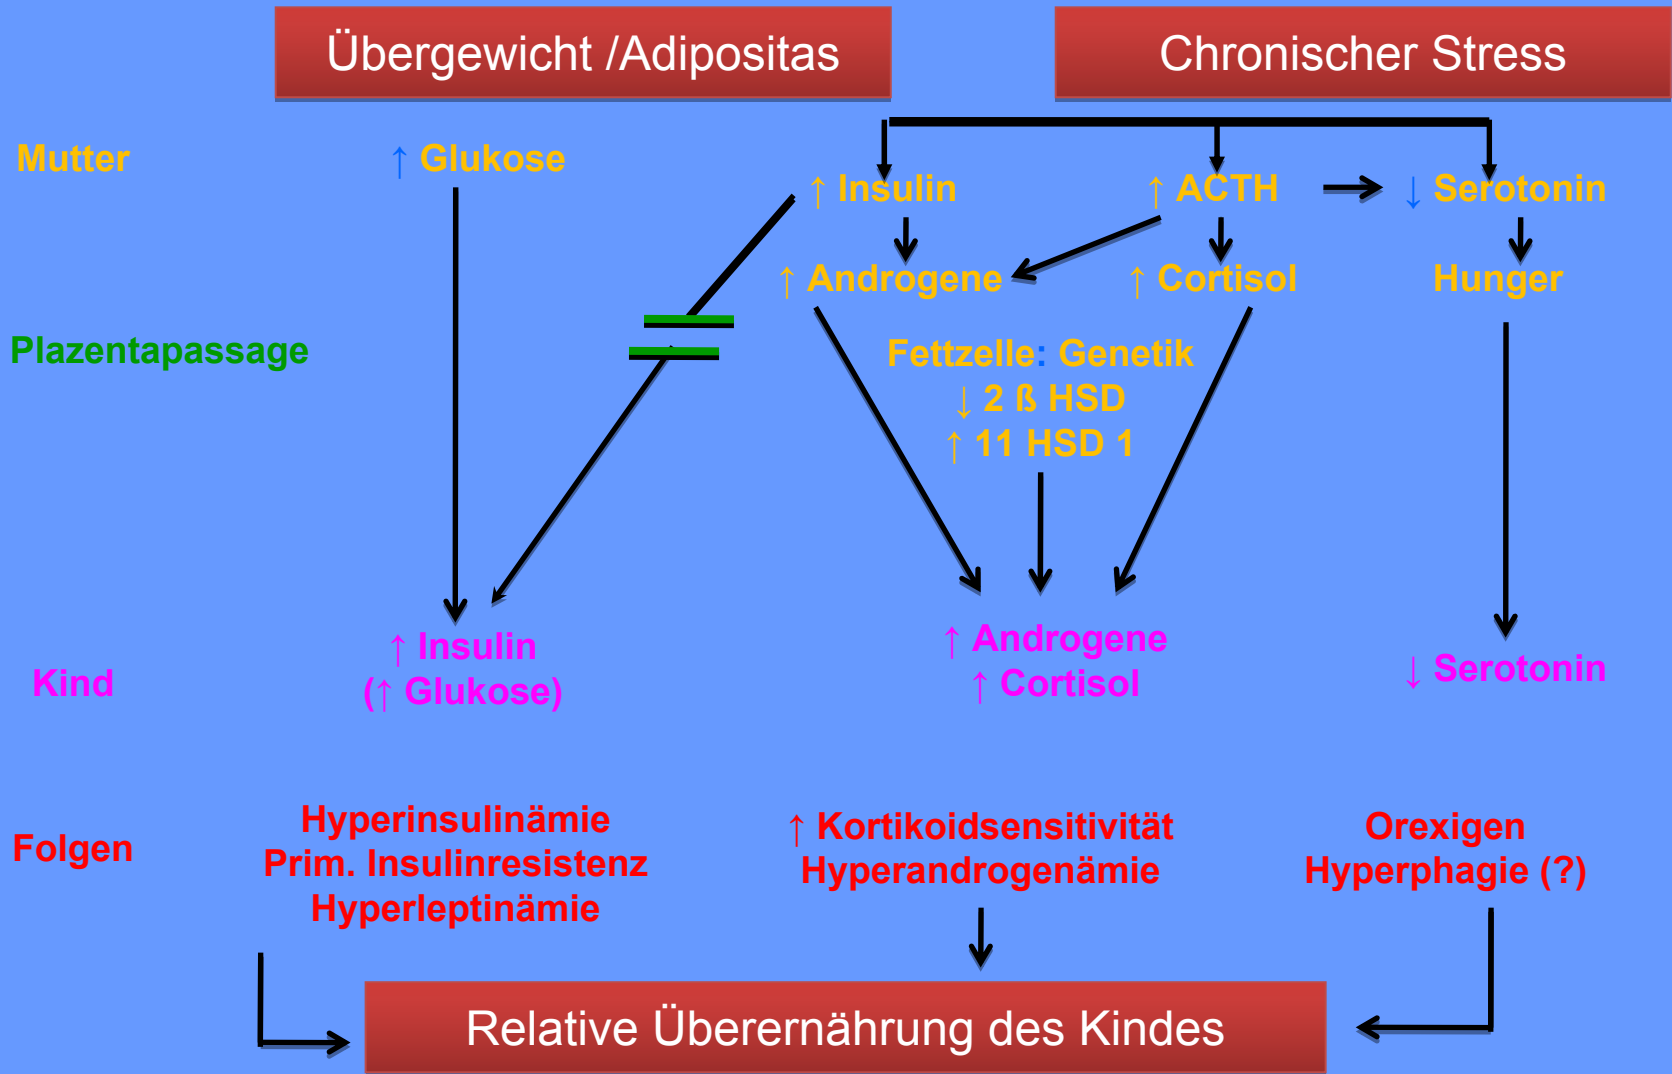 Übergewicht /Adipositas
Chronischer Stress
Mutter
↑ Glukose
↑ Insulin
↑ ACTH
↓ Serotonin
↑ Androgene
↑ Cortisol
Hunger
Plazentapassage
Fettzelle: Genetik
↓ 2 ß HSD
↑ 11 HSD 1
Kind
↑ Insulin
(↑ Glukose)
↑ Androgene
↑ Cortisol
↓ Serotonin
Folgen
Hyperinsulinämie
Prim. Insulinresistenz
Hyperleptinämie
↑ Kortikoidsensitivität
Hyperandrogenämie
Orexigen
Hyperphagie (?)
Relative Überernährung des Kindes